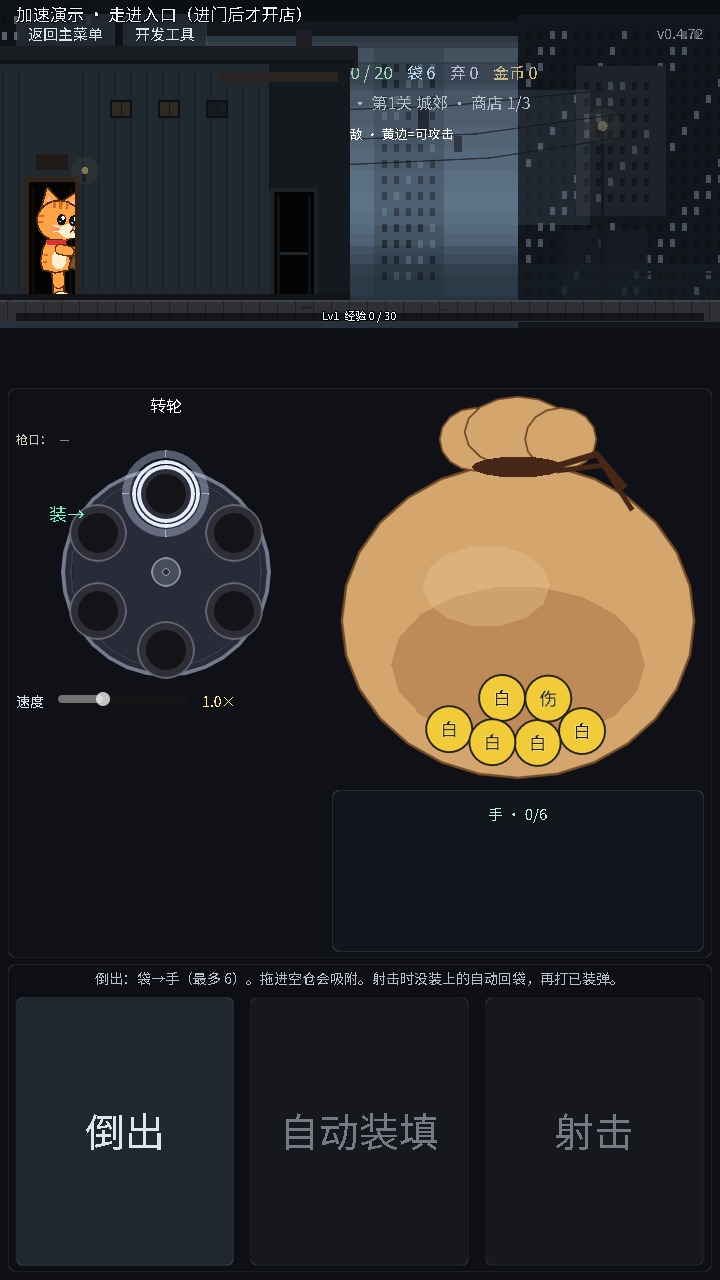 加速演示 · 走进入口（进门后才开店）
返回主菜单 开发工具 v0.4.72
0 / 20 袋 6 弃 0 金币 0
· 第1关 城郊 · 商店 1/3
敌 · 黄边=可攻击
Lv1 经验 0 / 30
转轮
枪口： —
装→
速度 1.0×
白 伤
白 白 白 白
手 · 0/6
倒出：袋→手（最多 6）。拖进空仓会吸附。射击时没装上的自动回袋，再打已装弹。
倒出 自动装填 射击